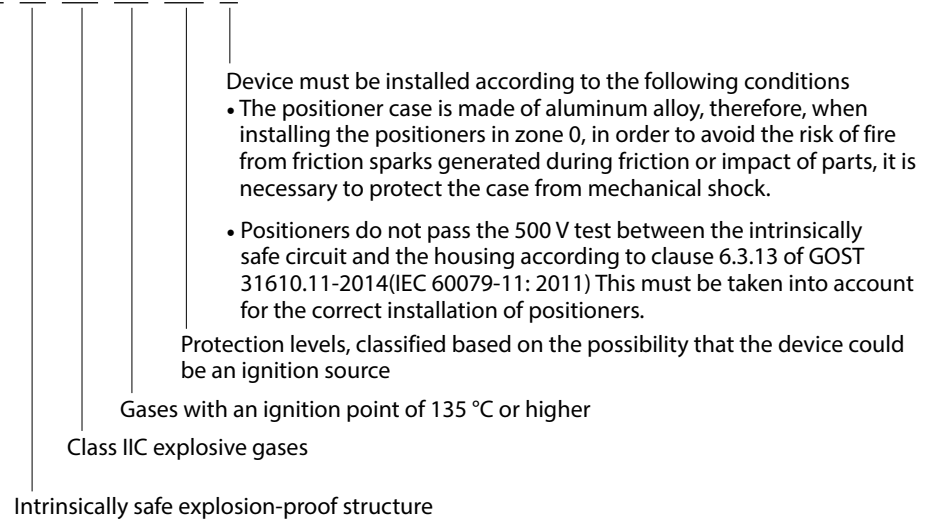 Device must be installed according to the following conditions
• The positioner case is made of aluminum alloy, therefore, when
installing the positioners in zone 0, in order to avoid the risk of fire
from friction sparks generated during friction or impact of parts, it is
necessary to protect the case from mechanical shock.
• Positioners do not pass the 500 V test between the intrinsically
safe circuit and the housing according to clause 6.3.13 of GOST
31610.11-2014(IEC 60079-11: 2011) This must be taken into account
for the correct installation of positioners.
Protection levels, classified based on the possibility that the device could
be an ignition source
Gases with an ignition point of 135 °C or higher
Class IIC explosive gases
Intrinsically safe explosion-proof structure